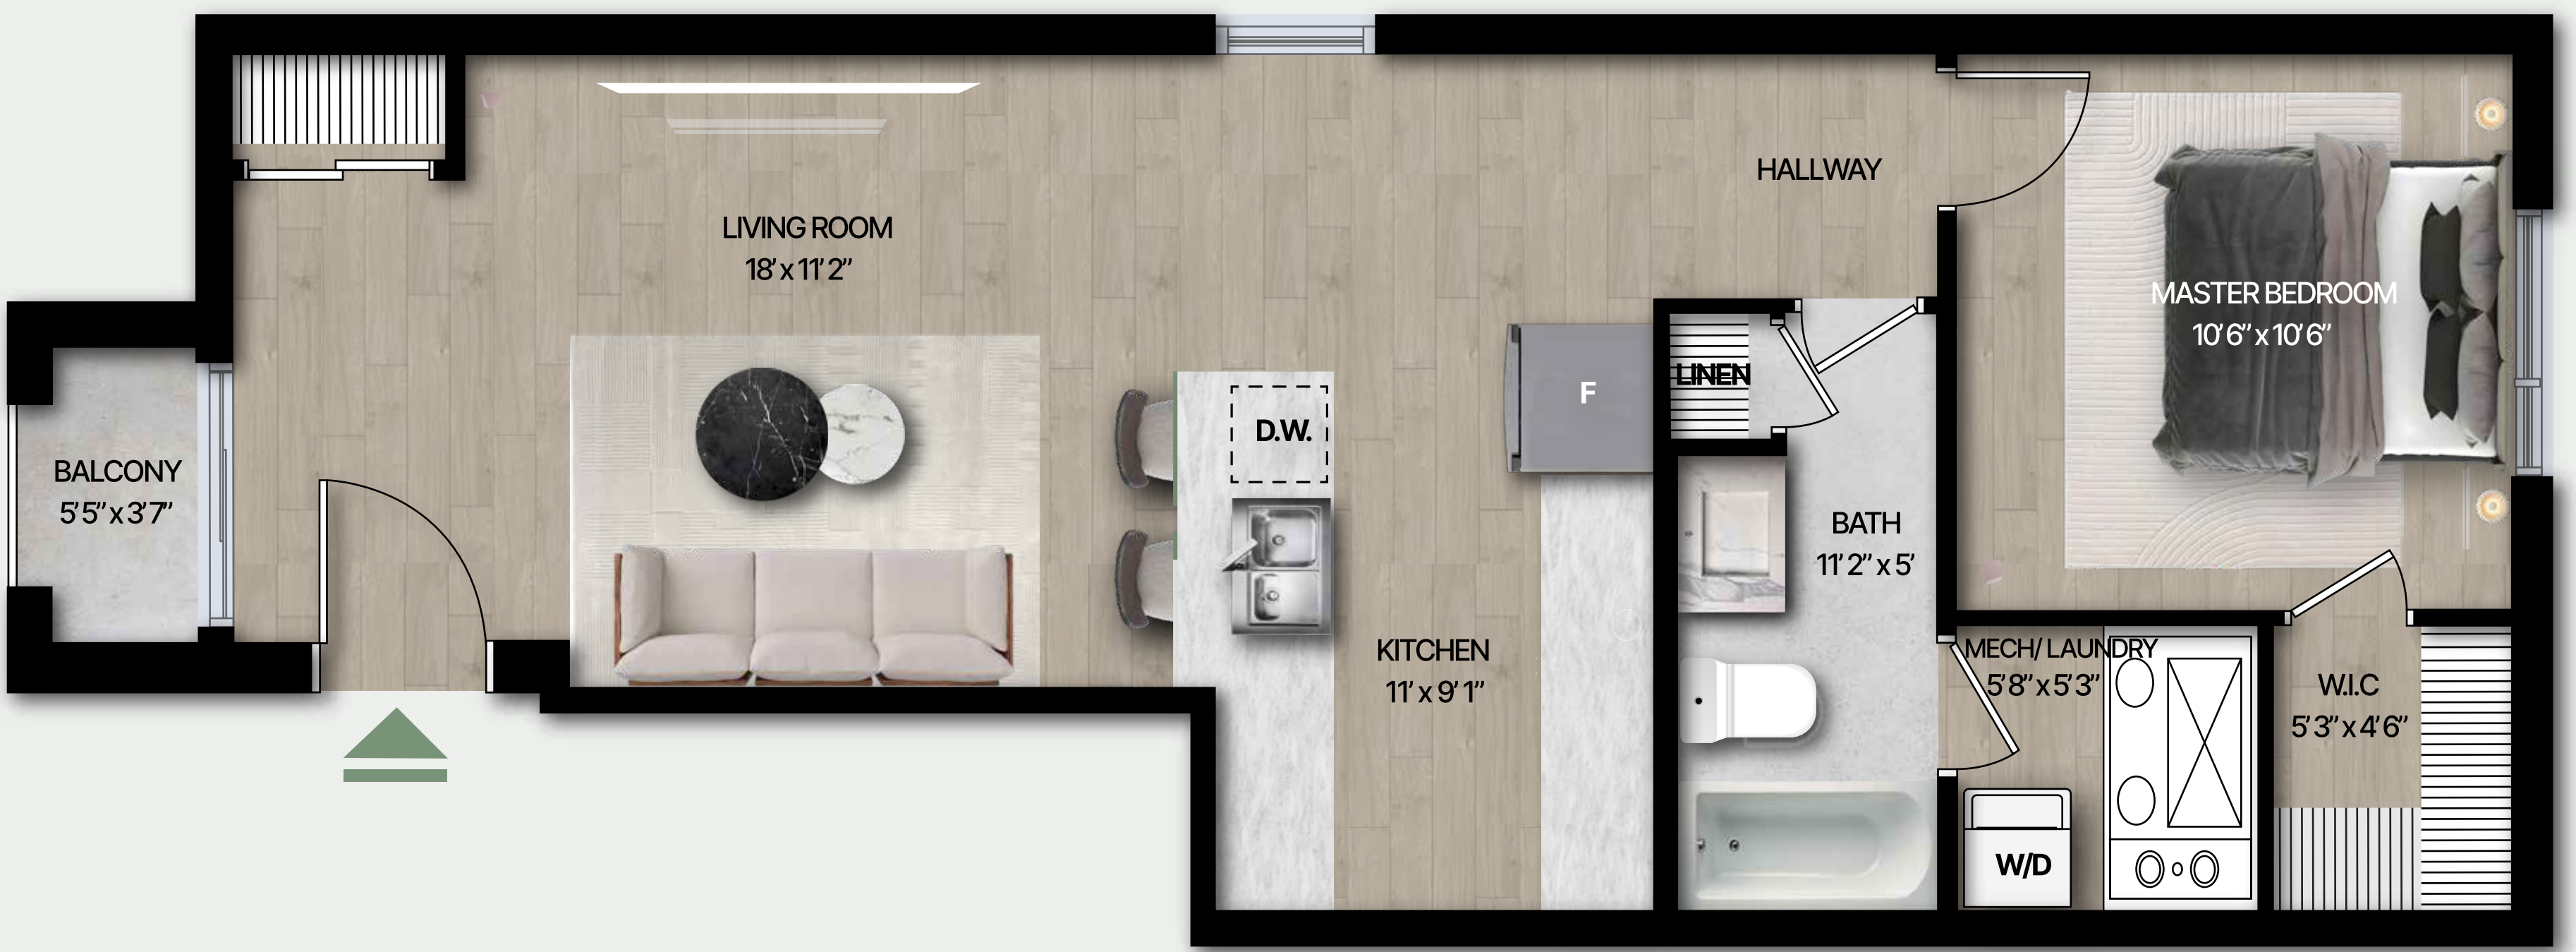 LIVING ROOM
18' x 11' 2"
HALLWAY
MASTER BEDROOM
10' 6" x 10' 6"
BALCONY
5' 5" x 3' 7"
D.W.
F
LINEN
BATH
11' 2" x 5'
KITCHEN
11' x 9' 1"
MECH/ LAUNDRY
5' 8" x 5' 3"
W.I.C
5' 3" x 4' 6"
W/D